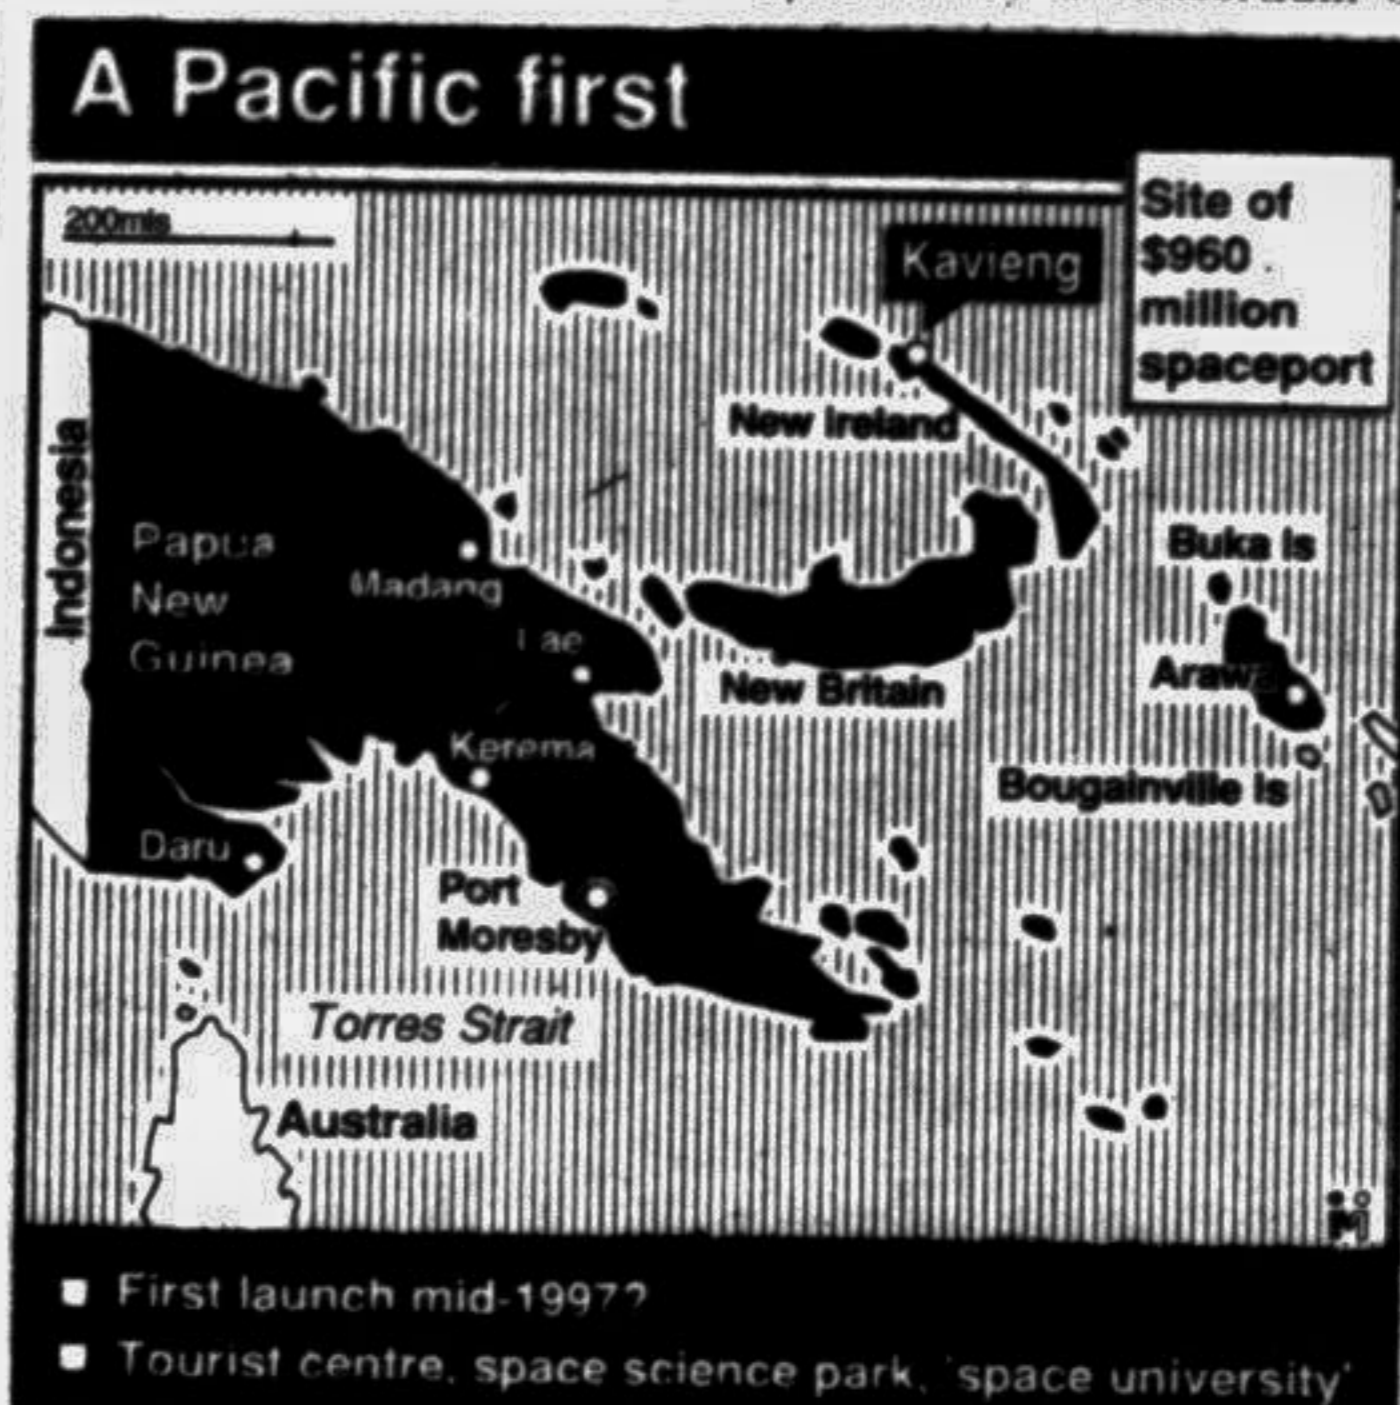 A Pacific first
200mls
Kavieng
Site of
$960
million
spaceport
New Ireland
Indonesia
Papua
New
Guinea
Madang
Lae
Buka Is
New Britain
Arawa
Kerema
Bougainville Is
Daru
Port
Moresby
Torres Strait
Australia
First launch mid-1997?
Tourist centre, space science park, 'space university'